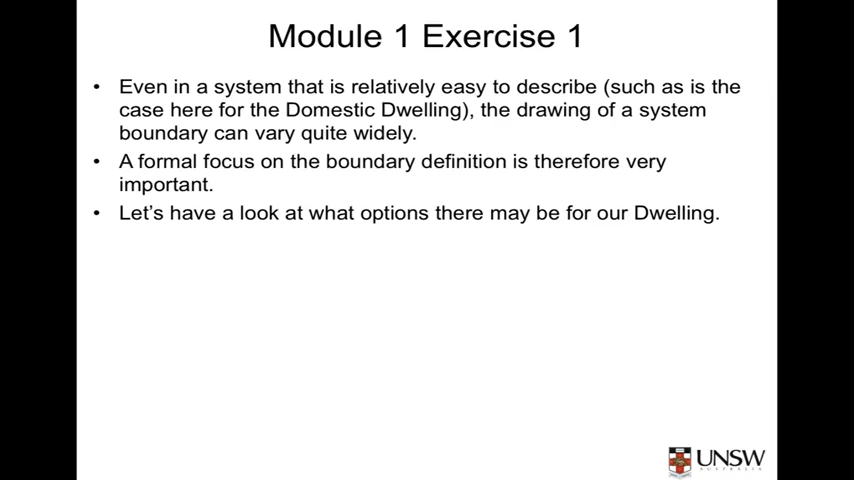 Module 1 Exercise 1
• Even in a system that is relatively easy to describe (such as is the
case here for the Domestic Dwelling), the drawing of a system
boundary can vary quite widely.
• A formal focus on the boundary definition is therefore very
important.
• Let's have a look at what options there may be for our Dwelling.
UNSW
AUSTRALIA